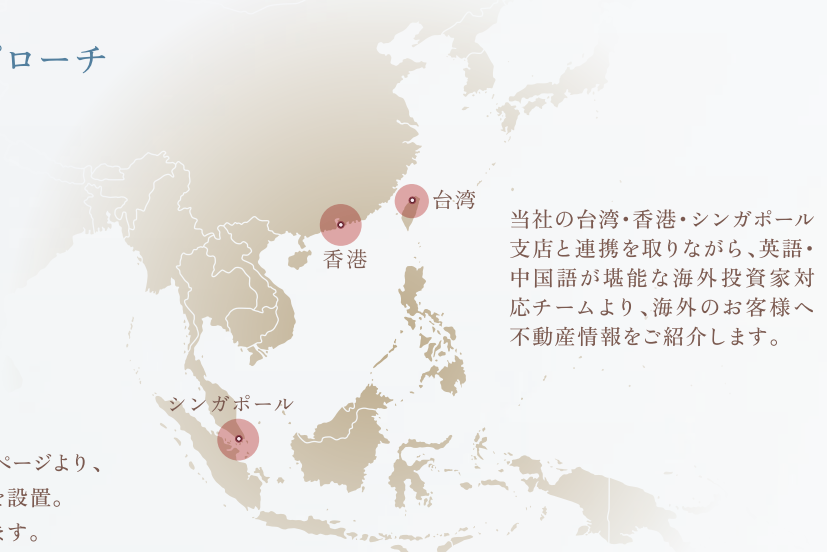 ローチ
台湾
香港
当社の台湾・香港・シンガポール
支店と連携を取りながら、英語・
中国語が堪能な海外投資家対
応チームより、海外のお客様へ
不動産情報をご紹介します。
シンガポール
ページより、
設置。
ます。